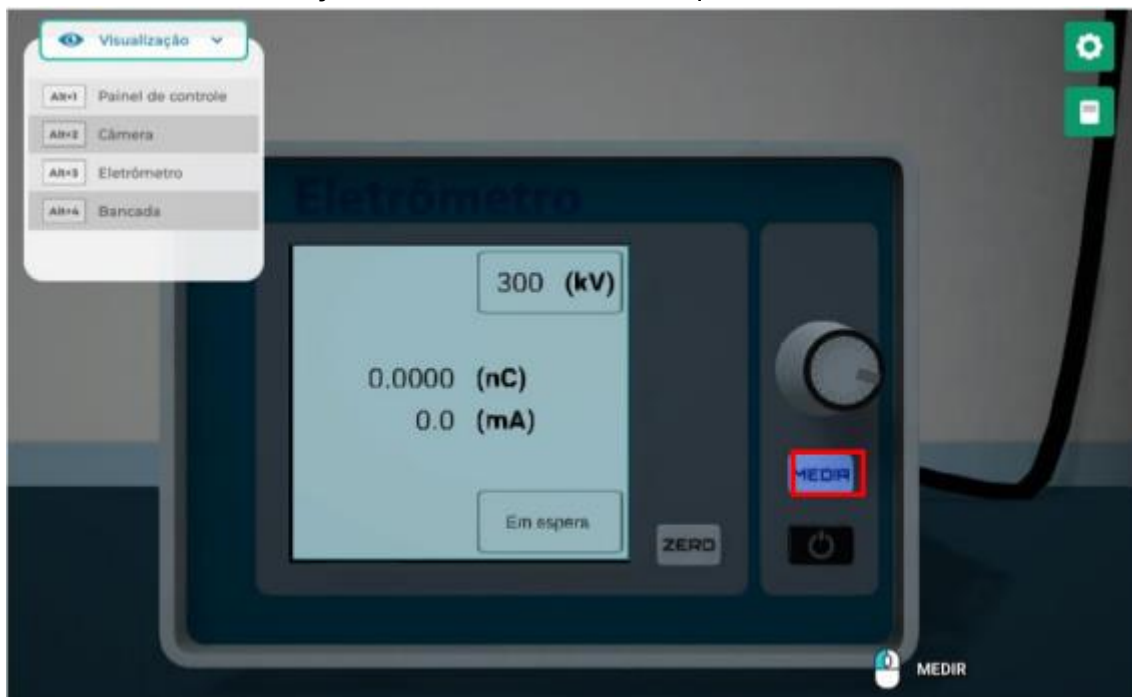 Visualização
Alt+1 Painel de controle
Alt+2 Câmera
Alt+3 Eletrômetro
Alt+4 Bancada
Eletrômetro
300 (kV)
0.0000 (nC)
0.0 (mA)
MEDIR
Em espera
ZERO
MEDIR